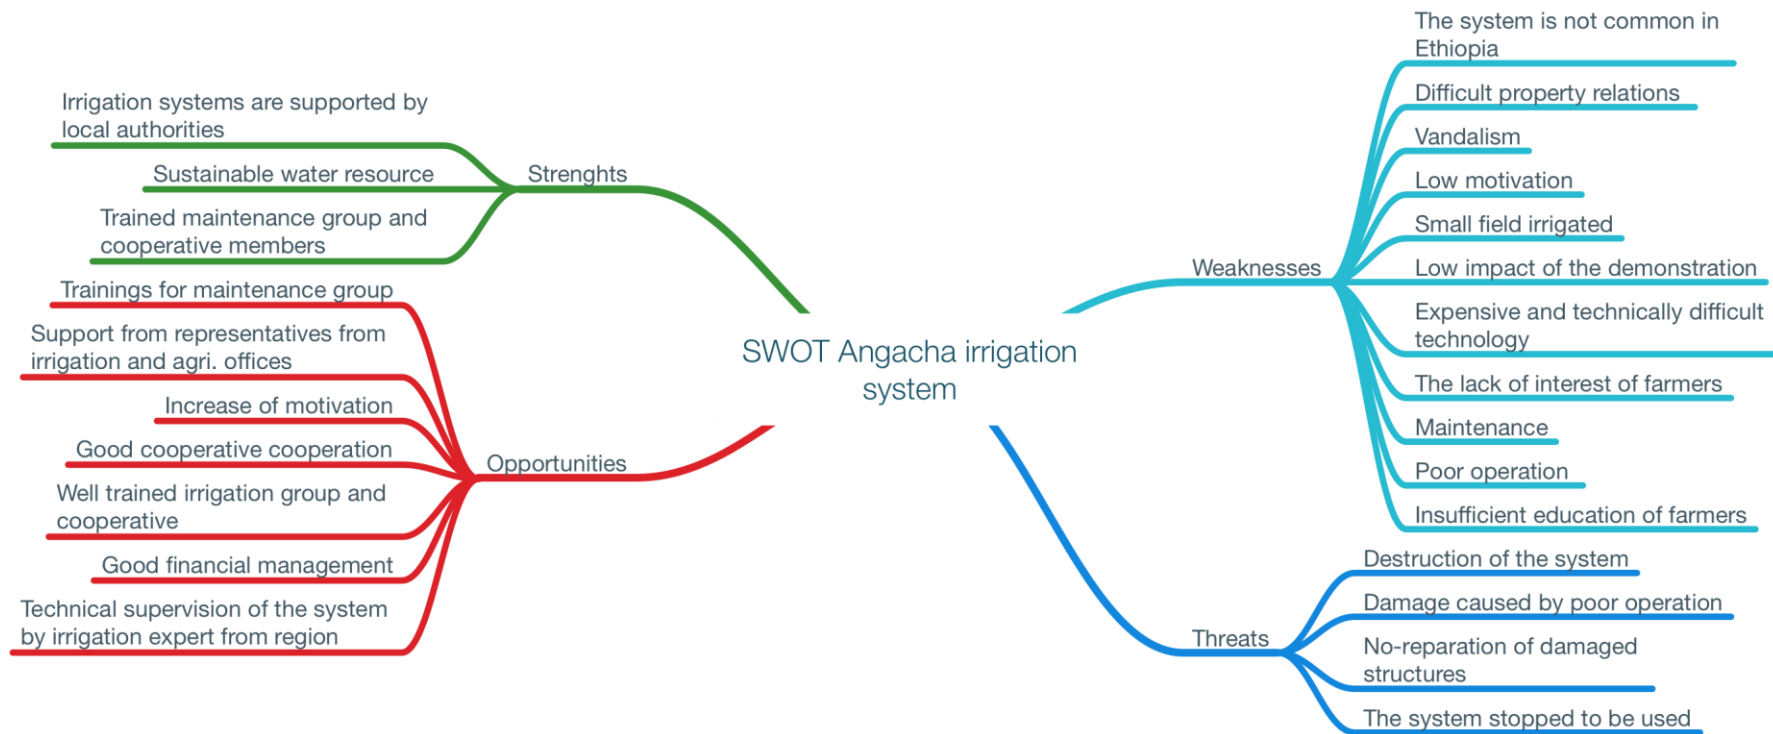 SWOT Angacha irrigation
system
Strenghts
Irrigation systems are supported by
local authorities
Sustainable water resource
Trained maintenance group and
cooperative members
Opportunities
Trainings for maintenance group
Support from representatives from
irrigation and agri. offices
Increase of motivation
Good cooperative cooperation
Well trained irrigation group and
cooperative
Good financial management
Technical supervision of the system
by irrigation expert from region
Weaknesses
The system is not common in
Ethiopia
Difficult property relations
Vandalism
Low motivation
Small field irrigated
Low impact of the demonstration
Expensive and technically difficult
technology
The lack of interest of farmers
Maintenance
Poor operation
Insufficient education of farmers
Threats
Destruction of the system
Damage caused by poor operation
No-reparation of damaged
structures
The system stopped to be used